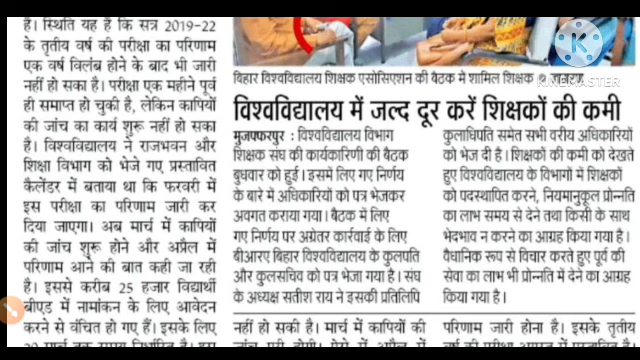 है। स्थिति यह है कि सत्र 2019-22
के तृतीय वर्ष की परीक्षा का परिणाम
एक वर्ष विलंब होने के बाद भी जारी
नहीं हो सका है। परीक्षा एक महीने पूर्व
ही समाप्त हो चुकी है, लेकिन कापियों
की जांच का कार्य शुरू नहीं हो सका
है। विश्वविद्यालय ने राजभवन और
शिक्षा विभाग को भेजे गए प्रस्तावित
कैलेंडर में बताया था कि फरवरी में
इस परीक्षा का परिणाम जारी कर
दिया जाएगा। अब मार्च में कापियों
की जांच शुरू होने और अप्रैल में
परिणाम आने की बात कही जा रही
है। इससे करीब 25 हजार विद्यार्थी
बीएड में नामांकन के लिए आवेदन
करने से वंचित हो गए हैं। इसके लिए
बिहार विश्वविद्यालय शिक्षक एसोसिएशन की बैठक में शामिल शिक्षक
विश्वविद्यालय में जल्द दूर करें शिक्षकों की कमी
मुजफ्फरपुर : विश्वविद्यालय विभाग
शिक्षक संघ की कार्यकारिणी की बैठक
बुधवार को हुई। इसमें लिए गए निर्णय
के बारे में अधिकारियों को पत्र भेजकर
अवगत कराया गया। बैठक में लिए
गए निर्णय पर अग्रेतर कार्रवाई के लिए
बीआरए बिहार विश्वविद्यालय के कुलपति
और कुलसचिव को पत्र भेजा गया है। संघ
के अध्यक्ष सतीश राय ने इसकी प्रतिलिपि
कुलाधिपति समेत सभी वरीय अधिकारियों
को भेज दी है। शिक्षकों की कमी को देखते
हुए विश्वविद्यालय के विभागों में शिक्षकों
को पदस्थापित करने, नियमानुकूल प्रोन्नति
का लाभ समय से देने तथा किसी के साथ
भेदभाव न करने का आग्रह किया गया है।
वैधानिक रूप से विचार करते हुए पूर्व की
सेवा का लाभ भी प्रोन्नति में देने का आग्रह
किया गया है।
नहीं हो सकी है। मार्च में कापियों की
परिणाम जारी होना है। इसके तृतीय
KINEMASTER